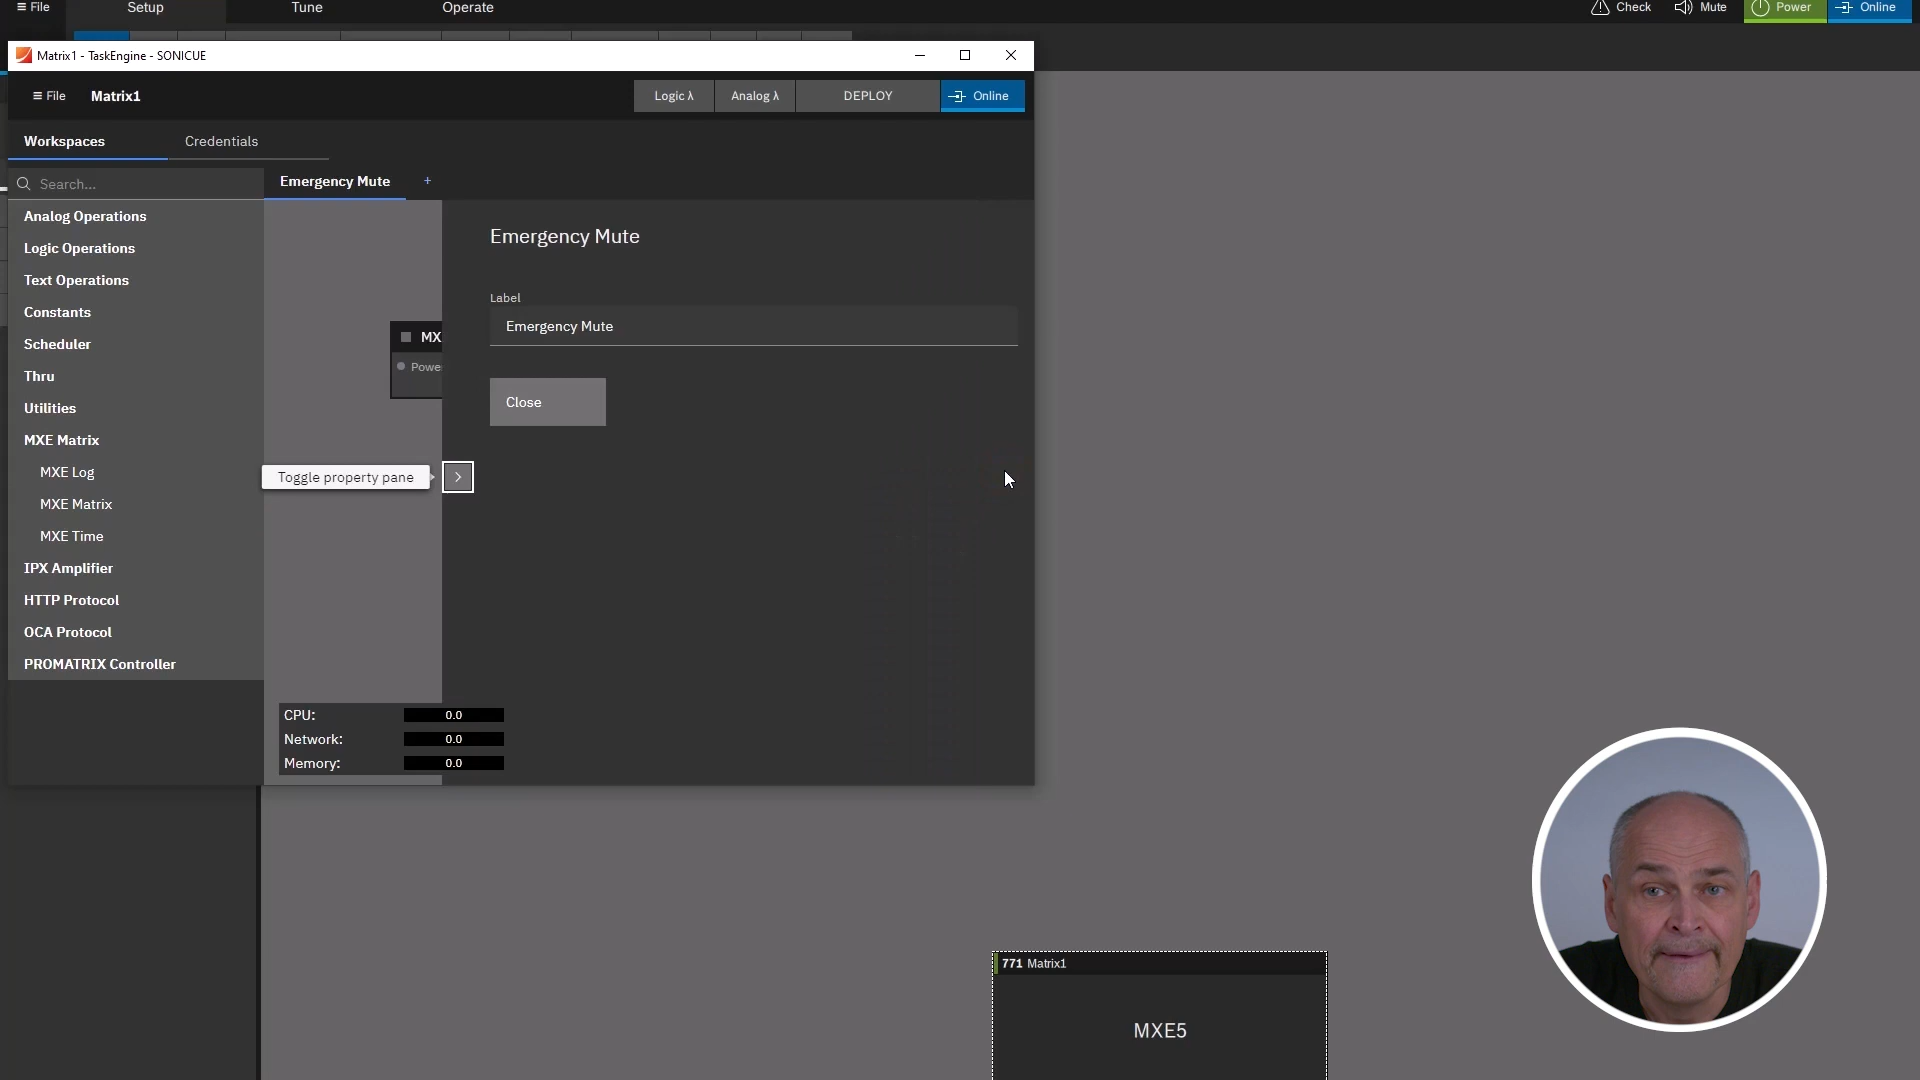 File
Setup
Tune
Operate
Check
Mute
Power
Online
Matrix1 - TaskEngine - SONICUE
File
Matrix1
Logic λ
Analog λ
DEPLOY
Online
Workspaces
Credentials
Search...
Emergency Mute
+
Analog Operations
Logic Operations
Text Operations
Constants
Scheduler
Thru
Utilities
MXE Matrix
MXE Log
MXE Matrix
MXE Time
IPX Amplifier
HTTP Protocol
OCA Protocol
PROMATRIX Controller
MX
Powe
Toggle property pane
Emergency Mute
Label
Emergency Mute
Close
CPU: 0.0
Network: 0.0
Memory: 0.0
771 Matrix1
MXE5